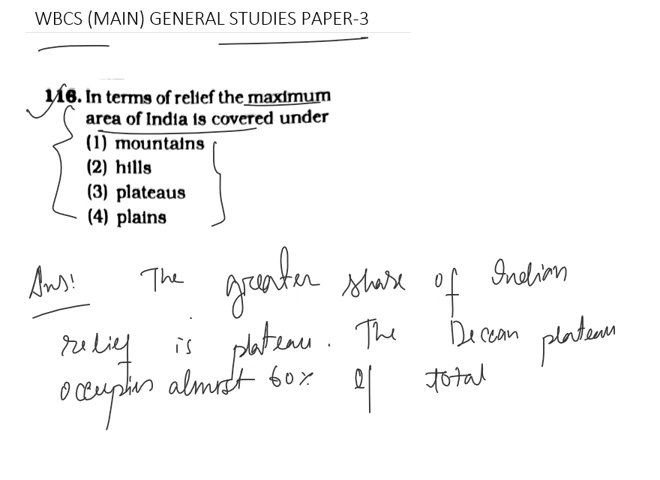 WBCS (MAIN) GENERAL STUDIES PAPER-3
116. In terms of relief the maximum
area of India is covered under
(1) mountains
(2) hills
(3) plateaus
(4) plains
Ans: The greater share of Indian
relief is plateau. The Deccan plateau
occupies almost 60% of total